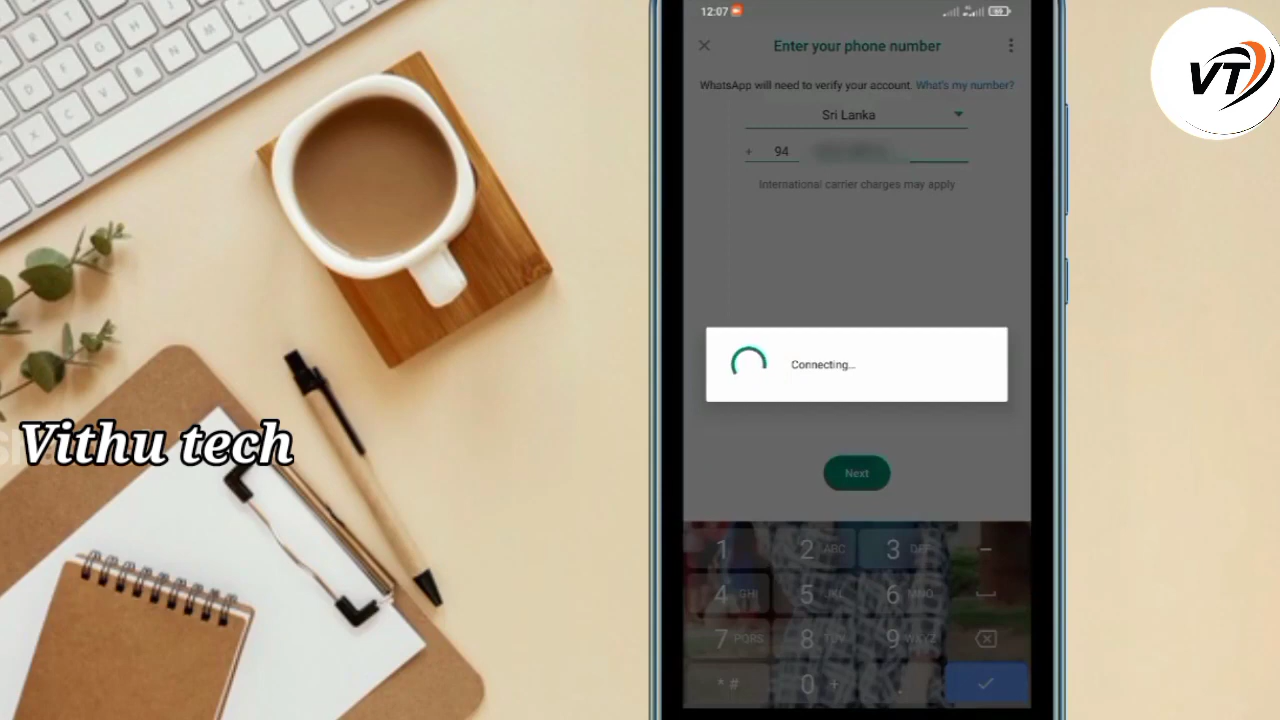 12:07
69
Enter your phone number
WhatsApp will need to verify your account. What's my number?
Sri Lanka
+ 94
International carrier charges may apply
Connecting...
Next
1 2 ABC 3 DEF -
4 GHI 5 JKL 6 MNO
7 PQRS 8 TUV 9 WXYZ
* # 0 + .
VT
Vithu tech
R T Y
D F G H J
X C V B N M